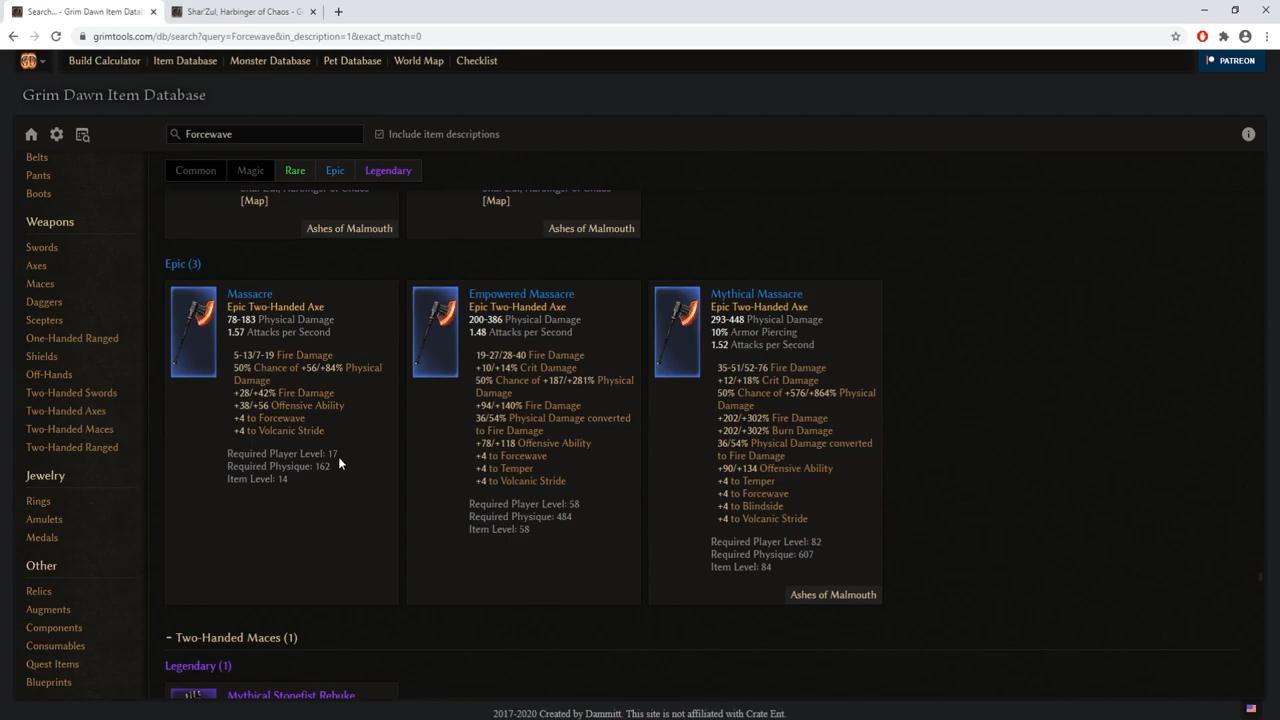 Search... - Grim Dawn Item Datab
Shar'Zul, Harbinger of Chaos - G
grimtools.com/db/search?query=Forcewave&in_description=1&exact_match=0
Build Calculator
Item Database
Monster Database
Pet Database
World Map
Checklist
PATREON
Grim Dawn Item Database
Forcewave
Include item descriptions
Common
Magic
Rare
Epic
Legendary
Belts
Pants
Boots
Weapons
Swords
Axes
Maces
Daggers
Scepters
One-Handed Ranged
Shields
Off-Hands
Two-Handed Swords
Two-Handed Axes
Two-Handed Maces
Two-Handed Ranged
Jewelry
Rings
Amulets
Medals
Other
Relics
Augments
Components
Consumables
Quest Items
Blueprints
Shar'Zul, Harbinger of Chaos
[Map]
Ashes of Malmouth
Shar'Zul, Harbinger of Chaos
[Map]
Ashes of Malmouth
Epic (3)
Massacre
Epic Two-Handed Axe
78-183 Physical Damage
1.57 Attacks per Second
5-13/7-19 Fire Damage
50% Chance of +56/+84% Physical
Damage
+28/+42% Fire Damage
+38/+56 Offensive Ability
+4 to Forcewave
+4 to Volcanic Stride
Required Player Level: 17
Required Physique: 162
Item Level: 14
Empowered Massacre
Epic Two-Handed Axe
200-386 Physical Damage
1.48 Attacks per Second
19-27/28-40 Fire Damage
+10/+14% Crit Damage
50% Chance of +187/+281% Physical
Damage
+94/+140% Fire Damage
36/54% Physical Damage converted
to Fire Damage
+78/+118 Offensive Ability
+4 to Forcewave
+4 to Temper
+4 to Volcanic Stride
Required Player Level: 58
Required Physique: 484
Item Level: 58
Mythical Massacre
Epic Two-Handed Axe
293-448 Physical Damage
10% Armor Piercing
1.52 Attacks per Second
35-51/52-76 Fire Damage
+12/+18% Crit Damage
50% Chance of +576/+864% Physical
Damage
+202/+302% Fire Damage
+202/+302% Burn Damage
36/54% Physical Damage converted
to Fire Damage
+90/+134 Offensive Ability
+4 to Temper
+4 to Forcewave
+4 to Blindside
+4 to Volcanic Stride
Required Player Level: 82
Required Physique: 607
Item Level: 84
Ashes of Malmouth
- Two-Handed Maces (1)
Legendary (1)
Mythical Stonefist Rebuke
2017-2020 Created by Dammitt. This site is not affiliated with Crate Ent.